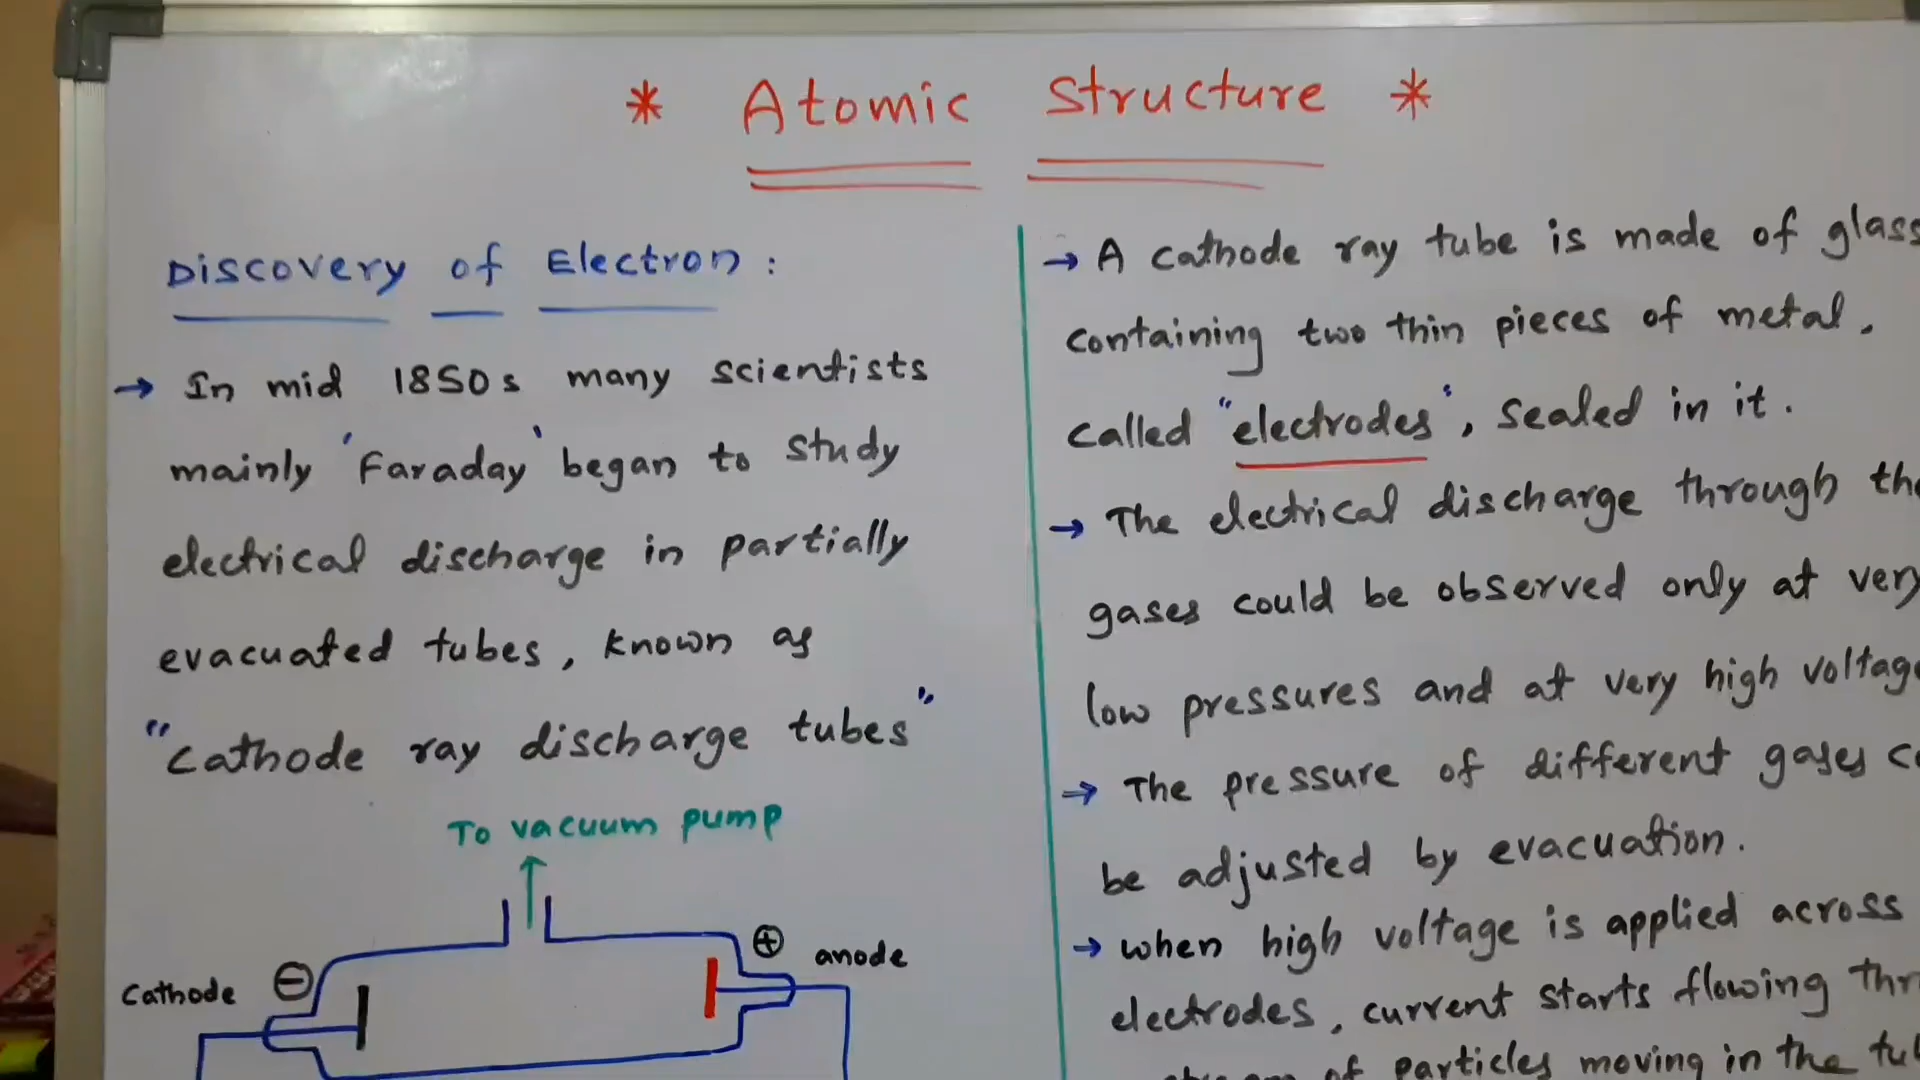 * Atomic Structure *
Discovery of Electron :
→ In mid 1850s many scientists
mainly 'Faraday' began to study
electrical discharge in partially
evacuated tubes, known as
"cathode ray discharge tubes"
To vacuum pump
⊕ anode
Cathode ⊖
→ A cathode ray tube is made of glass
containing two thin pieces of metal,
called "electrodes", sealed in it.
→ The electrical discharge through the
gases could be observed only at very
low pressures and at very high voltage
→ The pressure of different gases
be adjusted by evacuation.
→ when high voltage is applied across
electrodes, current starts flowing
of particles moving in the